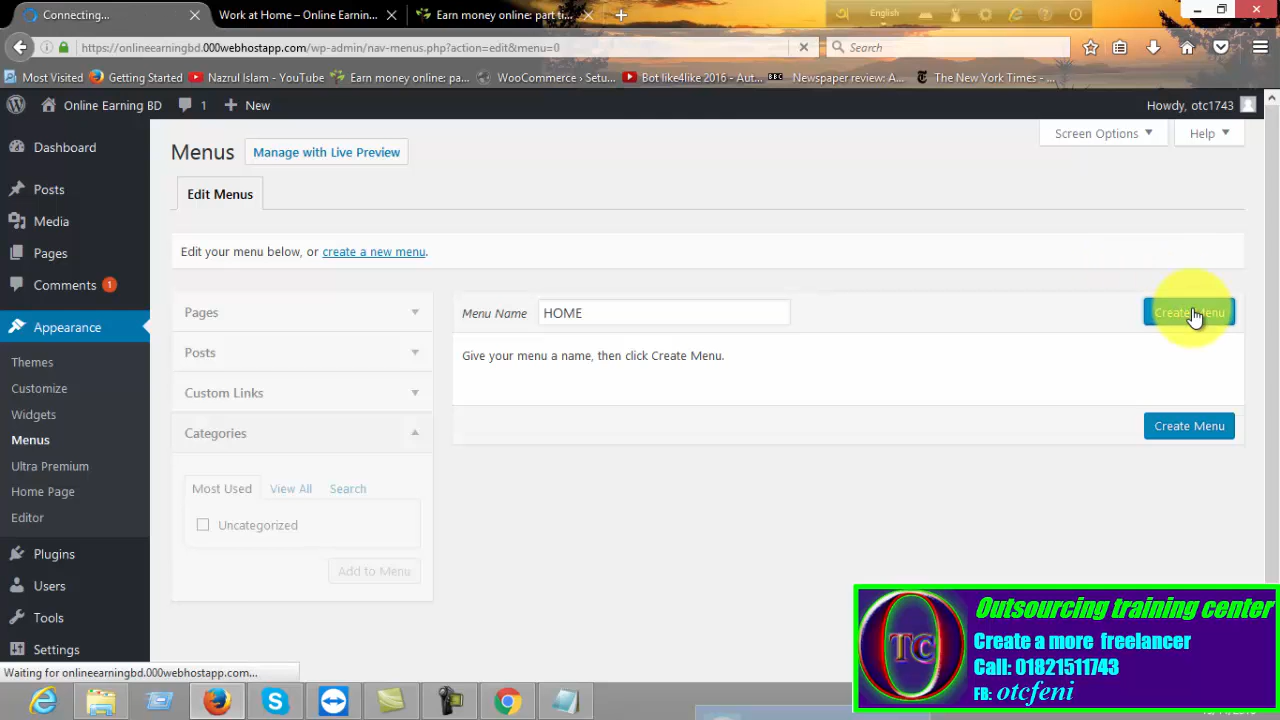 Connecting...
Work at Home – Online Earnin...
Earn money online: part ti...
English
https://onlineearningbd.000webhostapp.com/wp-admin/nav-menus.php?action=edit&menu=0
Search
Most Visited
Getting Started
Nazrul Islam - YouTube
Earn money online: pa...
WooCommerce › Setu...
Bot like4like 2016 - Aut...
BBC
Newspaper review: A...
The New York Times - ...
Online Earning BD
1
New
Howdy, otc1743
Screen Options
Help
Menus
Manage with Live Preview
Edit Menus
Edit your menu below, or create a new menu.
Dashboard
Posts
Media
Pages
Comments 1
Appearance
Themes
Customize
Widgets
Menus
Ultra Premium
Home Page
Editor
Plugins
Users
Tools
Settings
Pages
Posts
Custom Links
Categories
Most Used
View All
Search
Uncategorized
Add to Menu
Menu Name
HOME
Create Menu
Give your menu a name, then click Create Menu.
Create Menu
Waiting for onlineearningbd.000webhostapp.com...
OTC
Outsourcing training center
Create a more freelancer
Call: 01821511743
FB: otcfeni